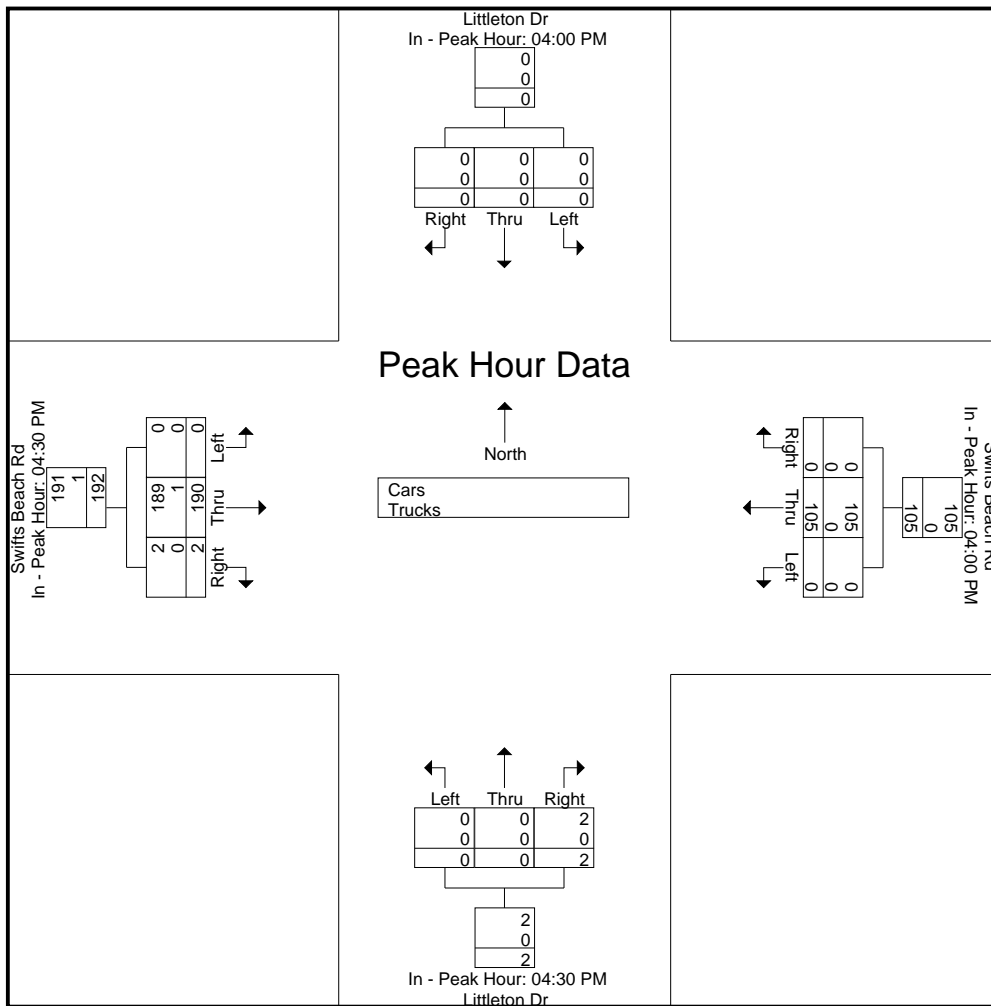 Littleton Dr
In - Peak Hour: 04:00 PM
0
0
0
0 0 0
0 0 0
0 0 0
Right Thru Left
Peak Hour Data
North
Cars
Trucks
Swifts Beach Rd
In - Peak Hour: 04:30 PM
191
1
192
0 0 0
Left
189 1 190
Thru
2 0 2
Right
Swifts Beach Rd
In - Peak Hour: 04:00 PM
105
0
105
Right
0 0 0
Thru
105 0 105
Left
0 0 0
Left Thru Right
0 0 2
0 0 0
0 0 2
2
0
2
In - Peak Hour: 04:30 PM
Littleton Dr